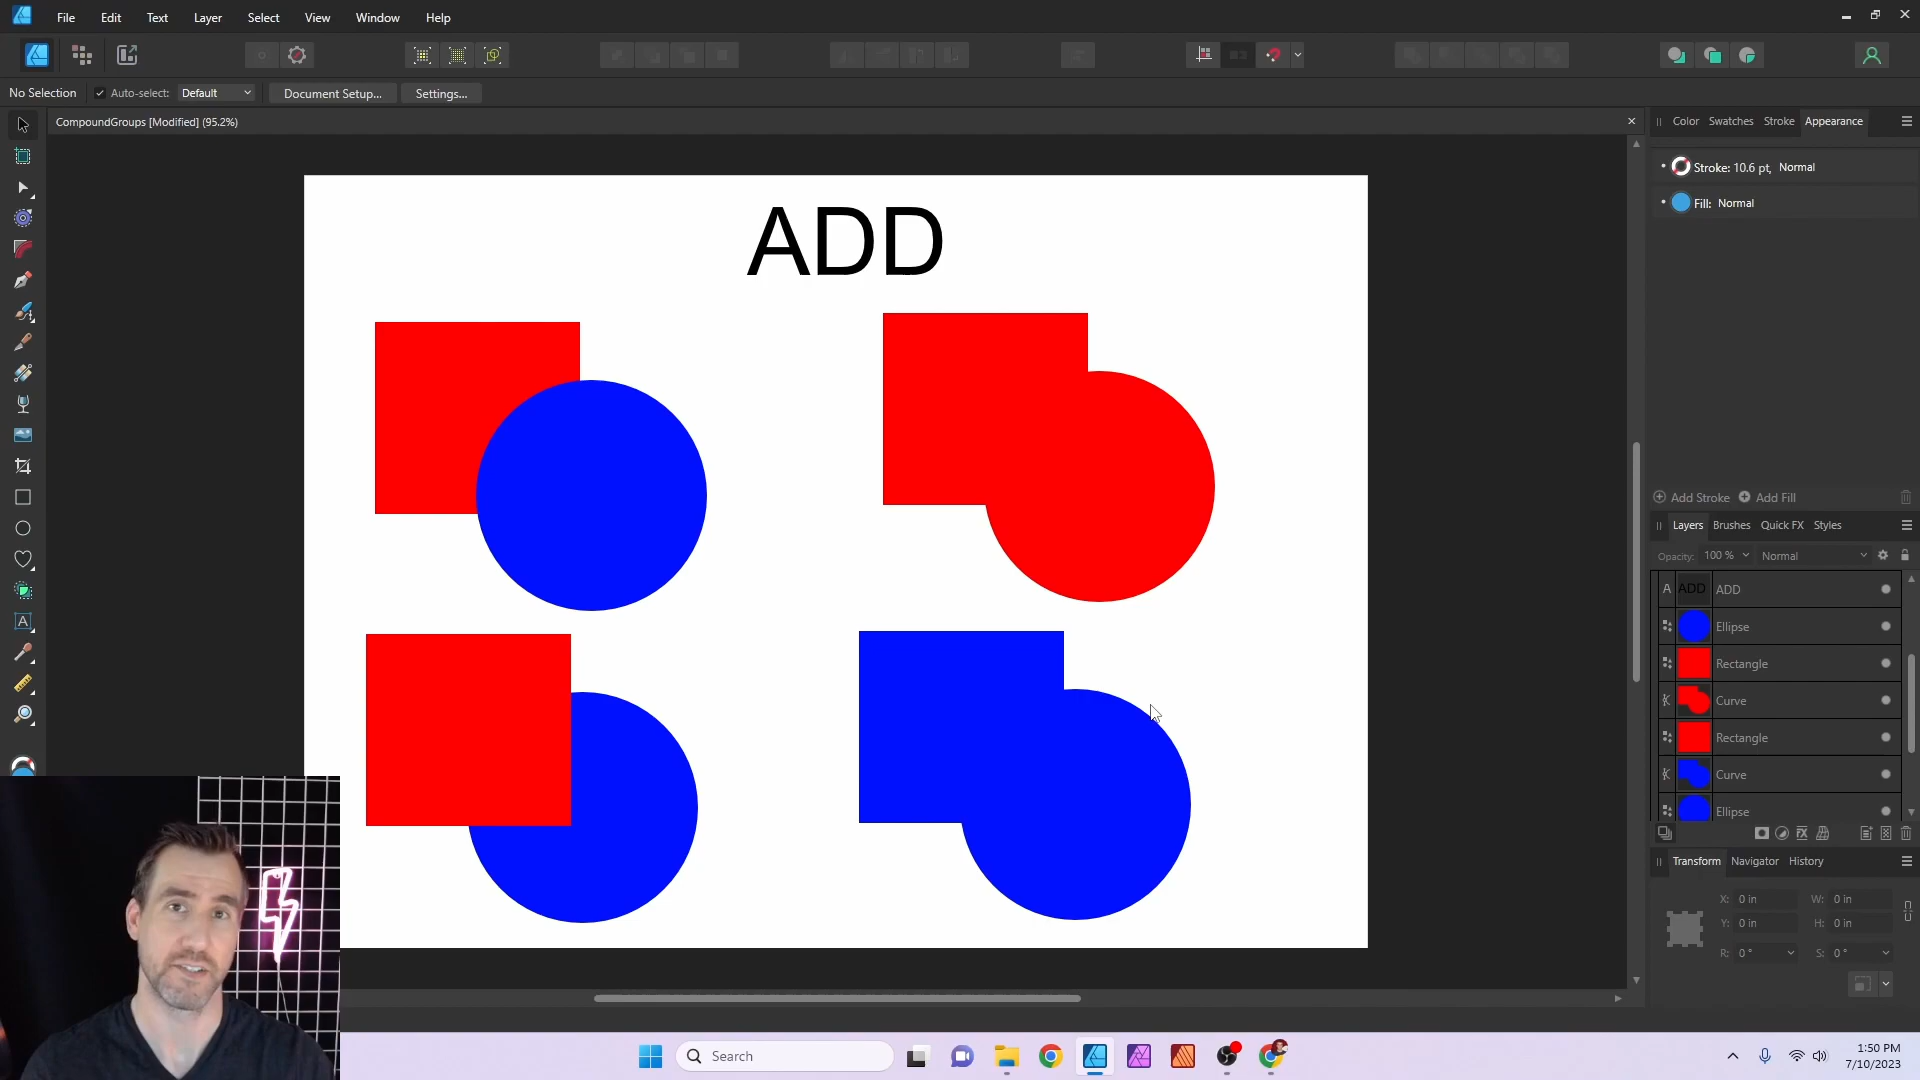 File Edit Text Layer Select View Window Help
No Selection Auto-select: Default Document Setup... Settings...
CompoundGroups [Modified] (95.2%)
Color Swatches Stroke Appearance
Stroke: 10.6 pt, Normal
Fill: Normal
ADD
Add Stroke Add Fill
Layers Brushes Quick FX Styles
Opacity: 100 % Normal
A ADD ADD
Ellipse
Rectangle
Curve
Rectangle
Curve
Ellipse
Transform Navigator History
X: 0 in W: 0 in
Y: 0 in H: 0 in
R: 0 ° S: 0 °
Search
1:50 PM
7/10/2023